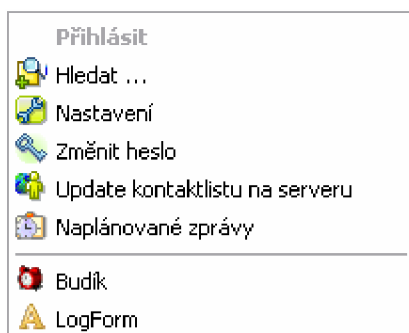 Přihlásit
Hledat ...
Nastavení
Změnit heslo
Update kontaktlistu na serveru
Naplánované zprávy
Budík
LogForm